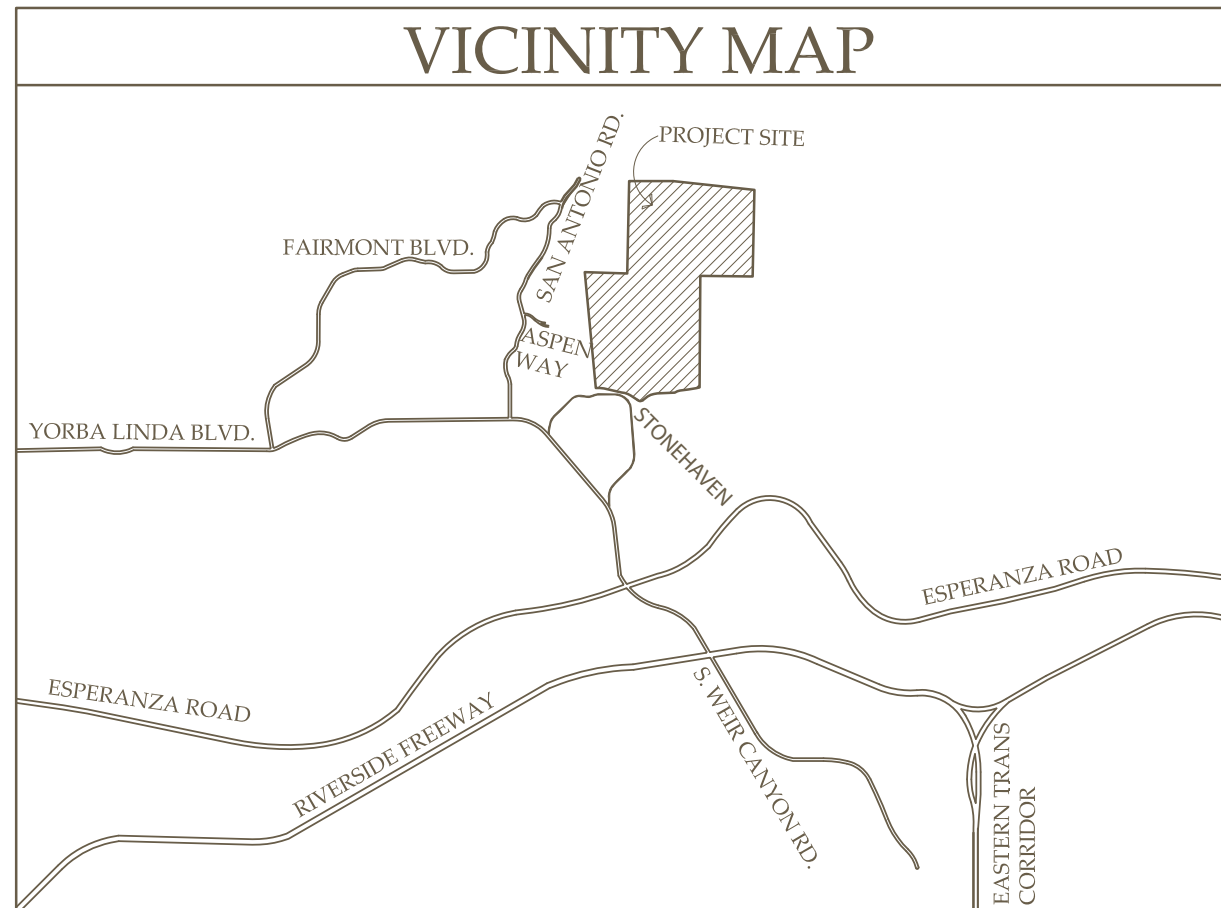 VICINITY MAP
SAN ANTONIO RD.
PROJECT SITE
FAIRMONT BLVD.
ASPEN
WAY
YORBA LINDA BLVD.
STONEHAVEN
ESPERANZA ROAD
ESPERANZA ROAD
RIVERSIDE FREEWAY
S. WEIR CANYON RD.
EASTERN TRANS
CORRIDOR